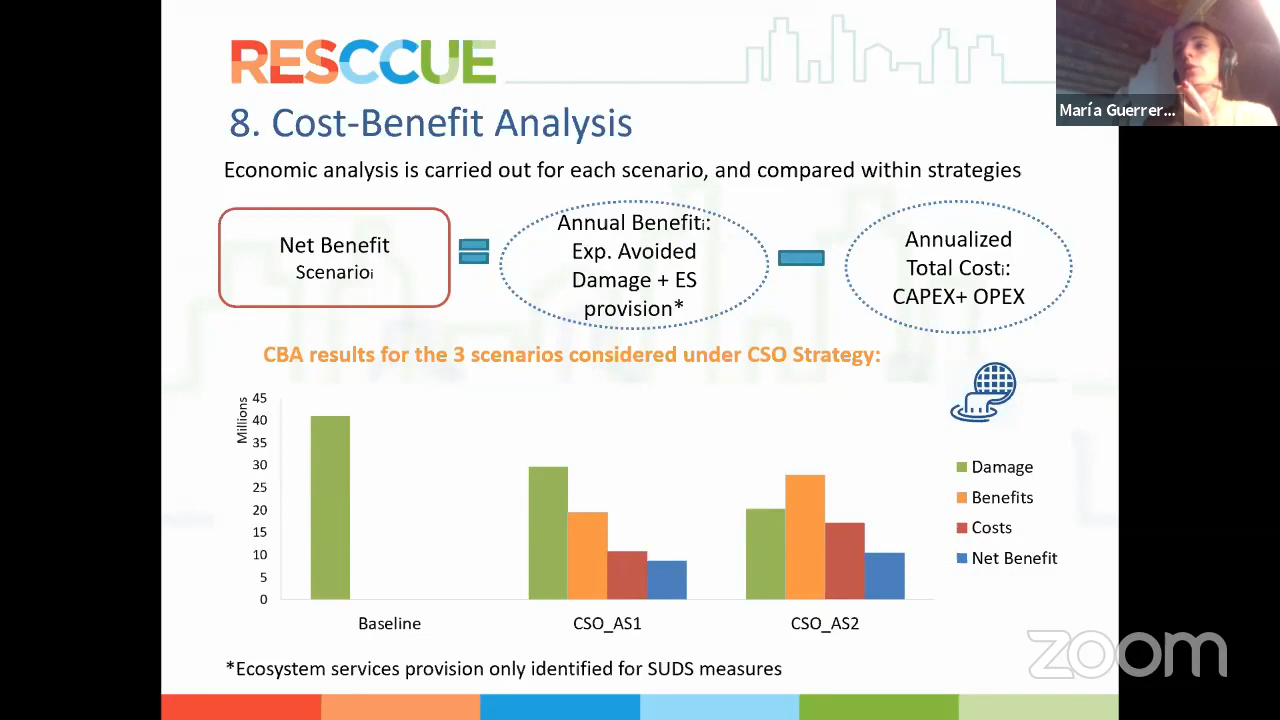 RESCCUE
María Guerrer...
8. Cost-Benefit Analysis
Economic analysis is carried out for each scenario, and compared within strategies
Net Benefit
Scenarioi
Annual Benefiti:
Exp. Avoided
Damage + ES
provision*
Annualized
Total Costi:
CAPEX+ OPEX
CBA results for the 3 scenarios considered under CSO Strategy:
Millions
45
40
35
30
25
20
15
10
5
0
Baseline
CSO_AS1
CSO_AS2
Damage
Benefits
Costs
Net Benefit
*Ecosystem services provision only identified for SUDS measures
zoom